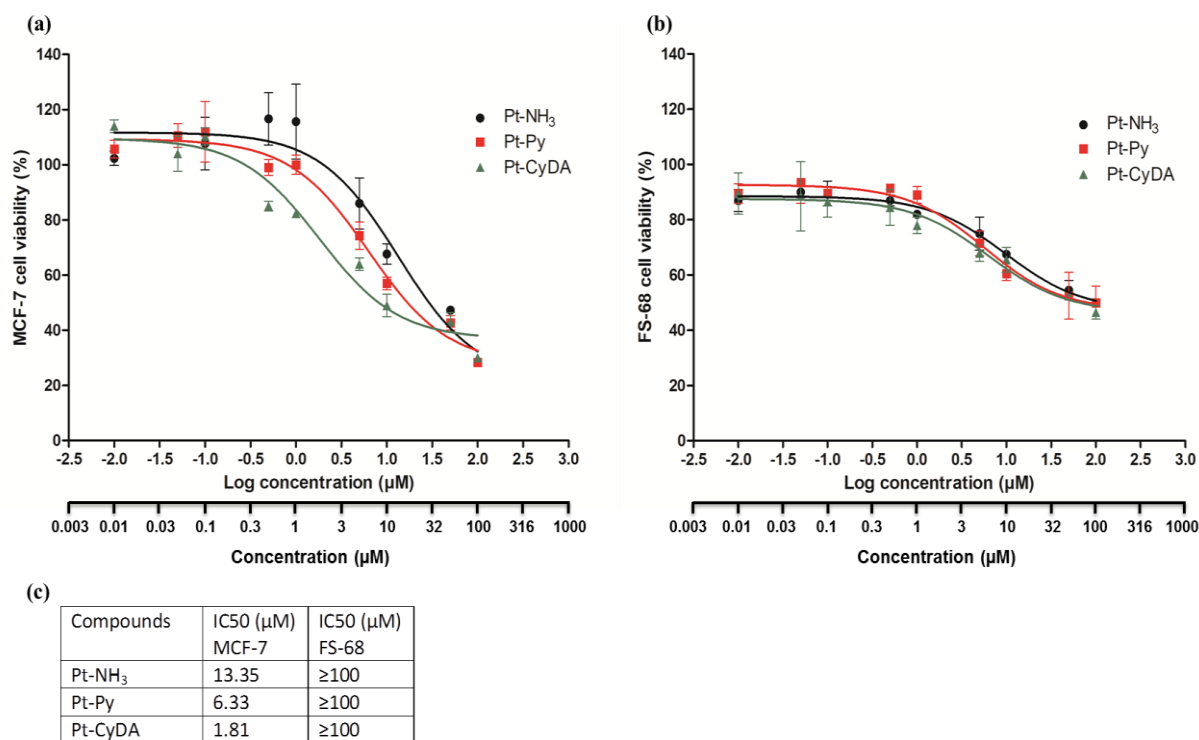 (a)
140
120
100
80
60
40
20
0
MCF-7 cell viability (%)
Pt-NH₃
Pt-Py
Pt-CyDA
-2.5 -2.0 -1.5 -1.0 -0.5 0.0 0.5 1.0 1.5 2.0 2.5 3.0
Log concentration (µM)
0.003 0.01 0.03 0.1 0.3 1 3 10 32 100 316 1000
Concentration (µM)
(b)
140
120
100
80
60
40
20
0
FS-68 cell viability (%)
Pt-NH₃
Pt-Py
Pt-CyDA
-2.5 -2.0 -1.5 -1.0 -0.5 0.0 0.5 1.0 1.5 2.0 2.5 3.0
Log concentration (µM)
0.003 0.01 0.03 0.1 0.3 1 3 10 32 100 316 1000
Concentration (µM)
(c)
Compounds IC50 (µM) IC50 (µM)
MCF-7 FS-68
Pt-NH₃ 13.35 ≥100
Pt-Py 6.33 ≥100
Pt-CyDA 1.81 ≥100